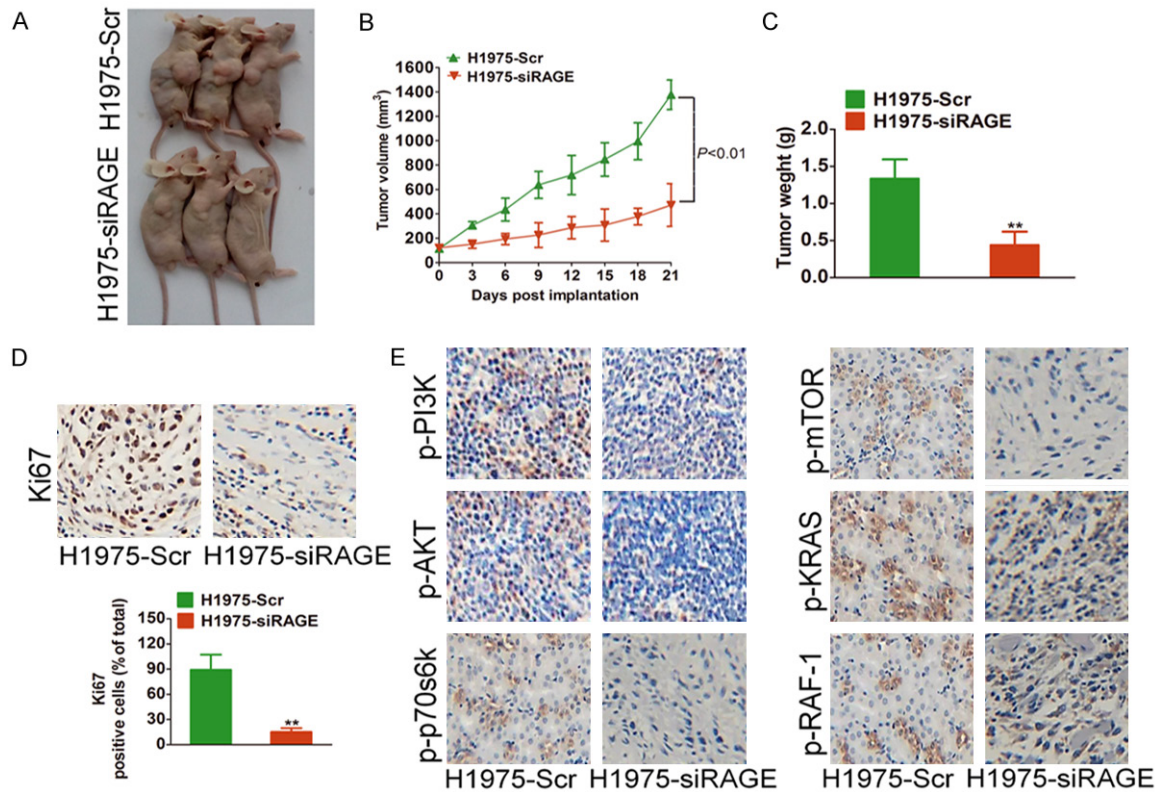 A
H1975-Scr
H1975-siRAGE
B
H1975-Scr
H1975-siRAGE
Tumor volume (mm³)
1600
1400
1200
1000
800
600
400
200
0
0 3 6 9 12 15 18 21
Days post implantation
P<0.01
C
H1975-Scr
H1975-siRAGE
Tumor weght (g)
2.0
1.5
1.0
0.5
0.0
**
D
Ki67
H1975-Scr H1975-siRAGE
H1975-Scr
H1975-siRAGE
Ki67
positive cells (% of total)
150
120
90
60
30
0
**
E
p-PI3K
p-AKT
p-p70s6k
H1975-Scr H1975-siRAGE
p-mTOR
p-KRAS
p-RAF-1
H1975-Scr H1975-siRAGE